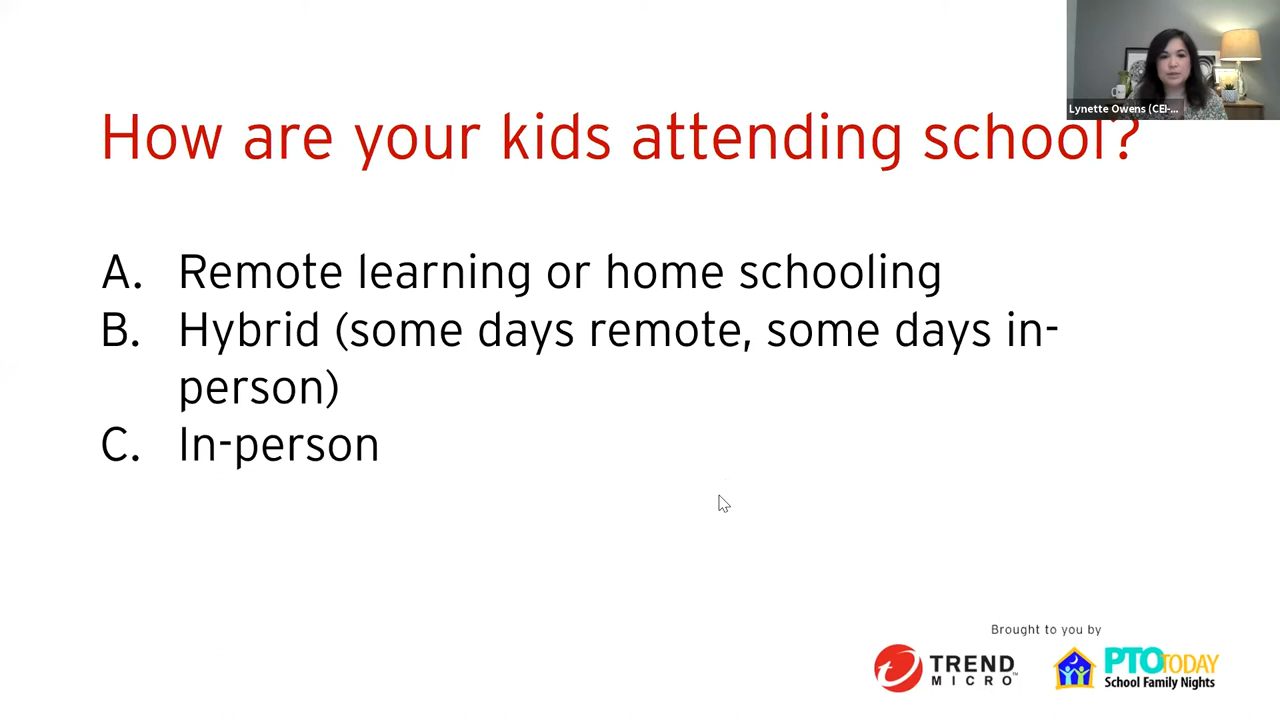 Lynette Owens (CEI-...
How are your kids attending school?
A. Remote learning or home schooling
B. Hybrid (some days remote, some days in-
person)
C. In-person
Brought to you by
TREND
MICRO™
PTO TODAY
School Family Nights